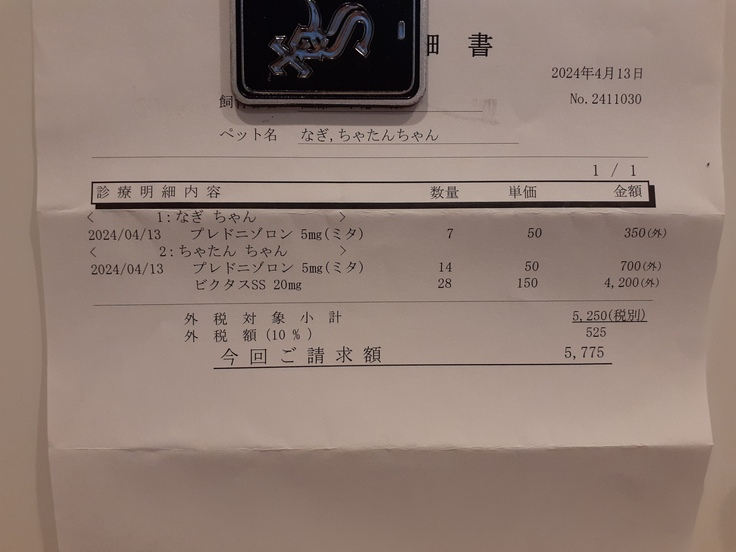 細 書
2024年4月13日
No.2411030
ペット名 なぎ,ちゃたんちゃん
1 / 1
診 療 明 細 内 容 数量 単価 金額
< 1:なぎ ちゃん >
2024/04/13 プレドニゾロン 5mg(ミタ) 7 50 350(外)
< 2:ちゃたん ちゃん >
2024/04/13 プレドニゾロン 5mg(ミタ) 14 50 700(外)
ビクタスSS 20mg 28 150 4,200(外)
外 税 対 象 小 計 5,250(税別)
外 税 額 (10 % ) 525
今 回 ご 請 求 額 5,775